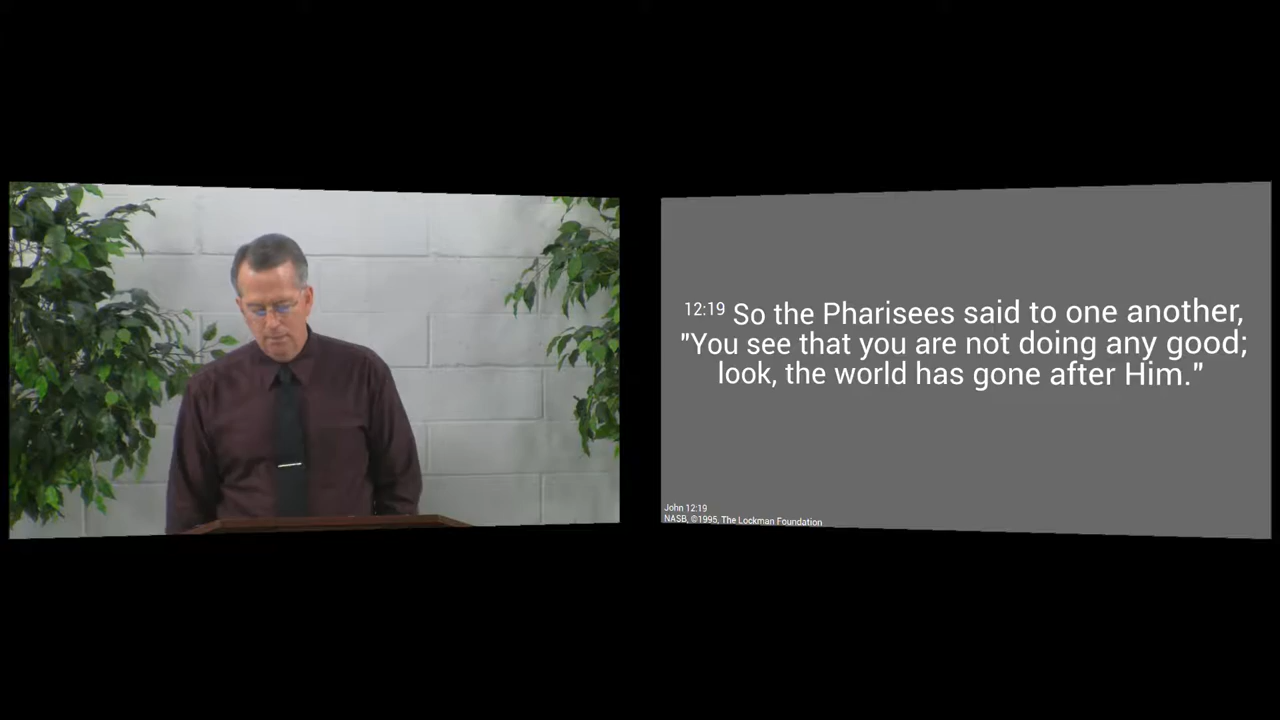 12:19 So the Pharisees said to one another,
"You see that you are not doing any good;
look, the world has gone after Him."
John 12:19
NASB, ©1995, The Lockman Foundation